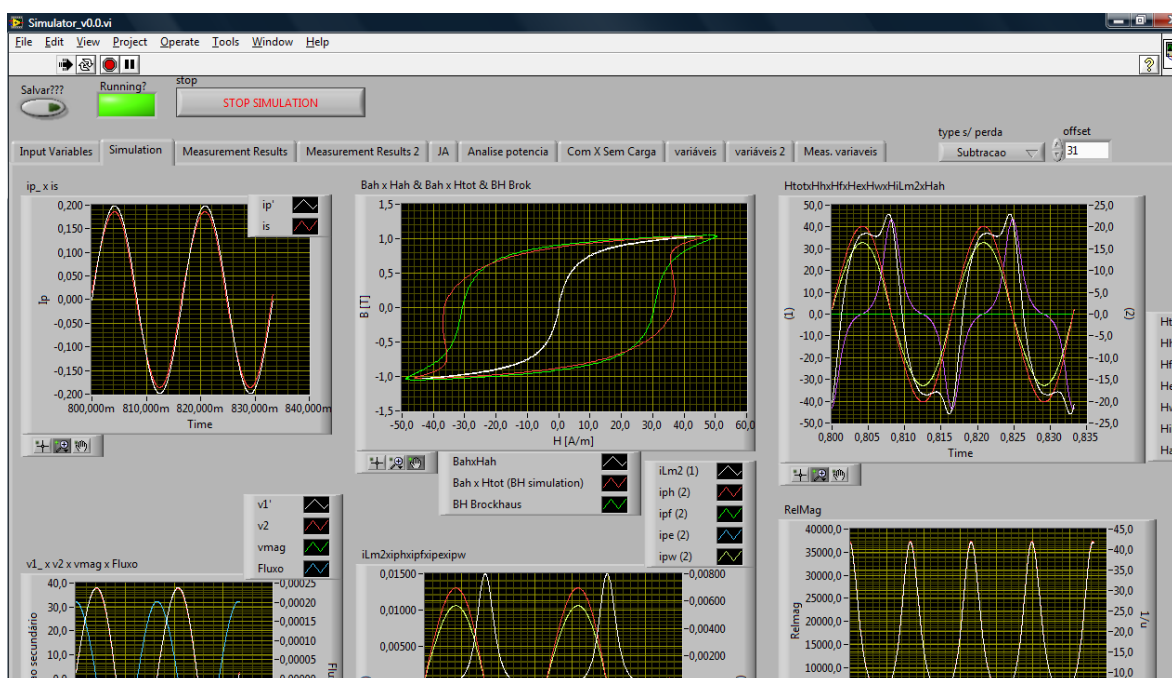 Simulator_v0.0.vi
File Edit View Project Operate Tools Window Help
Salvar???
Running?
stop
STOP SIMULATION
type s/ perda
offset
Subtracao
31
Input Variables Simulation Measurement Results Measurement Results 2 JA Analise potencia Com X Sem Carga variáveis variáveis 2 Meas. variaveis
ip_ x is
ip'
is
0,200
0,150
0,100
0,050
0,000
-0,050
-0,100
-0,150
-0,200
Ip
800,000m 810,000m 820,000m 830,000m 840,000m
Time
Bah x Hah & Bah x Htot & BH Brok
1,5
1,0
0,5
0,0
-0,5
-1,0
-1,5
B [T]
-50,0 -40,0 -30,0 -20,0 -10,0 0,0 10,0 20,0 30,0 40,0 50,0 60,0
H [A/m]
BahxHah
Bah x Htot (BH simulation)
BH Brockhaus
HtotxHhxHfxHexHwxHiLm2xHah
50,0
40,0
30,0
20,0
10,0
0,0
-10,0
-20,0
-30,0
-40,0
-50,0
(1)
-25,0
-20,0
-15,0
-10,0
-5,0
-0,0
-5,0
-10,0
-15,0
-20,0
-25,0
(2)
0,800 0,805 0,810 0,815 0,820 0,825 0,830 0,835
Time
v1'
v2
vmag
Fluxo
v1_ x v2 x vmag x Fluxo
40,0
30,0
20,0
10,0
0,0
-0,00025
-0,00020
-0,00015
-0,00010
-0,00005
-0,00000
iLm2 (1)
iph (2)
ipf (2)
ipe (2)
ipw (2)
iLm2xiphxipfxipexipw
0,01500
0,01000
0,00500
-0,00800
-0,00600
-0,00400
-0,00200
RelMag
40000,0
35000,0
30000,0
25000,0
20000,0
15000,0
10000,0
Relmag
-45,0
-40,0
-35,0
-30,0
-25,0
-20,0
-15,0
-10,0
1/u